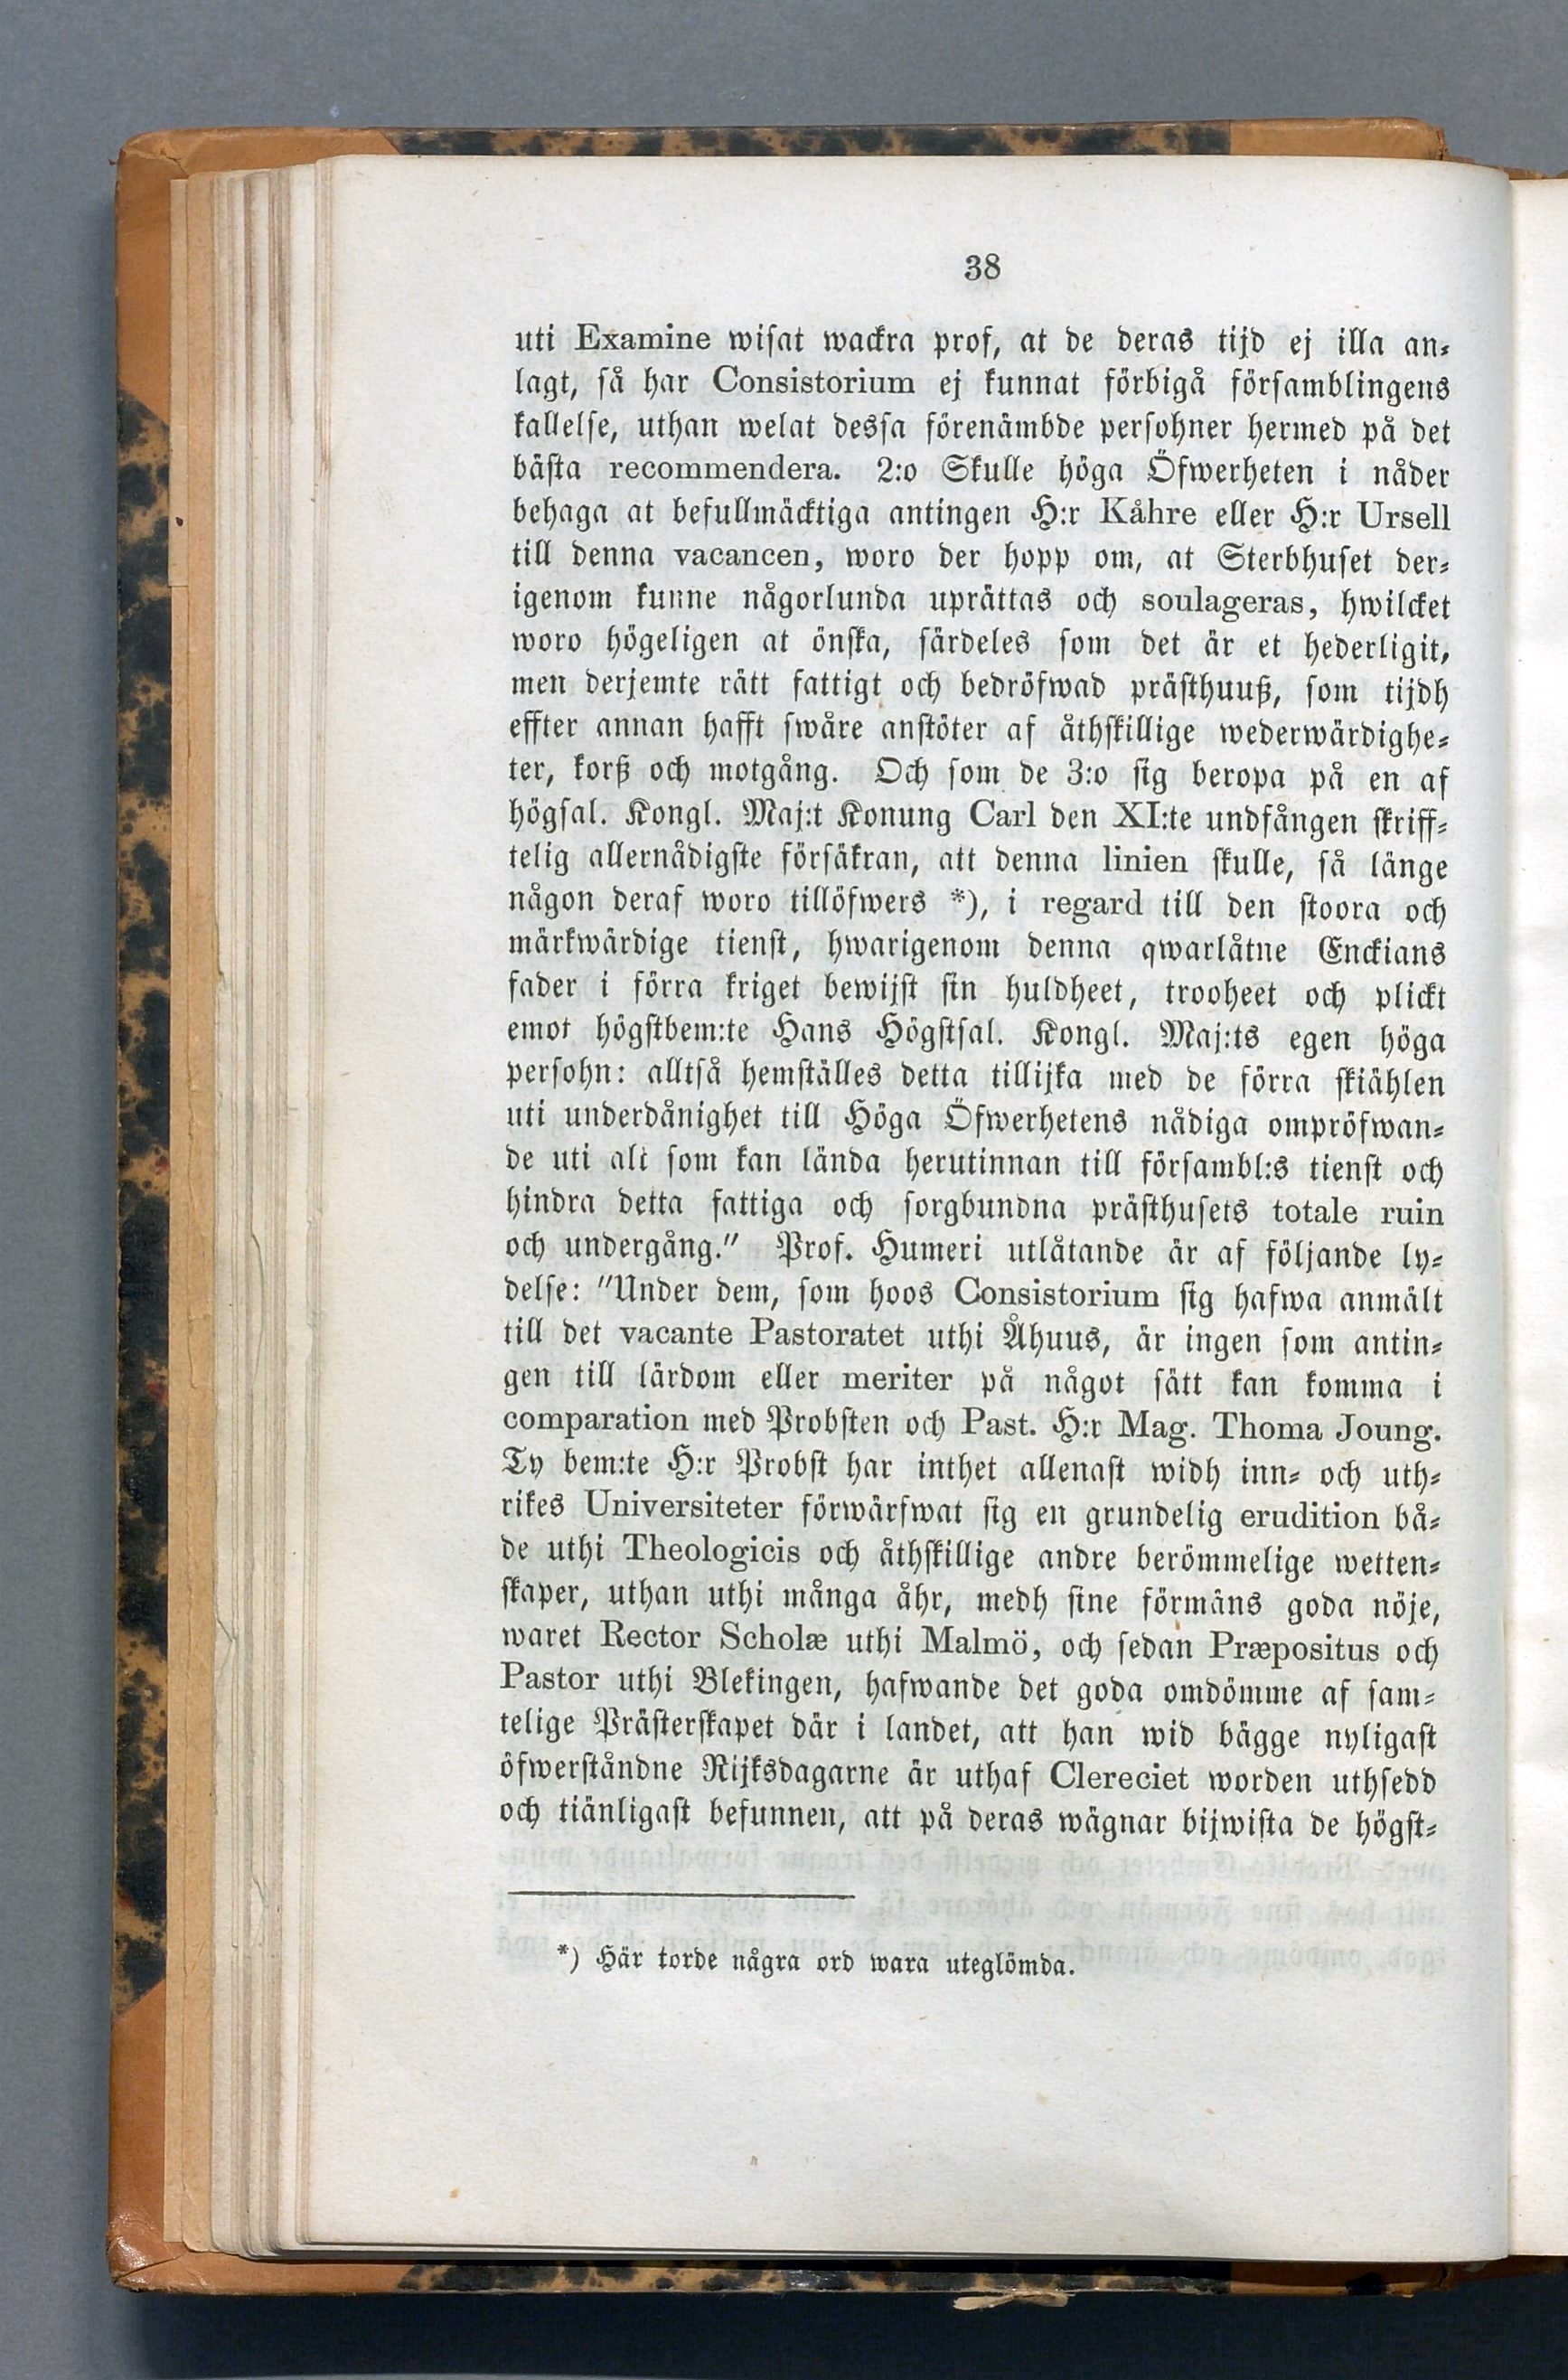 38
uti Examine wisat wackra prof, at de deras tijd ej illa an-
lagt, så har Consistorium ej kunnat förbigå församblingens
kallelse, uthan welat dessa förenämbde persohner hermed på det
bästa recommendera. 2:o Skulle höga Öfwerheten i nåder
behaga at befullmäcktiga antingen H:r Kåhre eller H:r Ursell
till denna vacancen, woro der hopp om, at Sterbhuset der-
igenom kunne någorlunda uprättas och soulageras, hwilcket
woro högeligen at önska, särdeles som det är et hederligit,
men derjemte rätt fattigt och bedröfwad prästhuuß, som tijdh
effter annan hafft swåre anstöter af åthskillige wederwärdighe-
ter, korß och motgång. Och som de 3:o sig beropa på en af
högsal. Kongl. Maj:t Konung Carl den XI:te undfången skriff-
telig allernådigste försäkran, att denna linien skulle, så länge
någon deraf woro tillöfwers *), i regard till den stoora och
märkwärdige tienst, hwarigenom denna qwarlåtne Enckians
fader i förra kriget bewijst sin huldheet, trooheet och plickt
emot högstbem:te Hans Högstsal. Kongl. Maj:ts egen höga
persohn: alltså hemställes detta tillijka med de förra skiählen
uti underdånighet till Höga Öfwerhetens nådiga ompröfwan-
de uti alt som kan lända herutinnan till försambl:s tienst och
hindra detta fattiga och sorgbundna prästhusets totale ruin
och undergång." Prof. Humeri utlåtande är af följande ly-
delse: "Under dem, som hoos Consistorium sig hafwa anmält
till det vacante Pastoratet uthi Åhuus, är ingen som antin-
gen till lärdom eller meriter på något sätt kan komma i
comparation med Probsten och Past. H:r Mag. Thoma Joung.
Ty bem:te H:r Probst har inthet allenast widh inn- och uth-
rikes Universiteter förwärfwat sig en grundelig erudition bå-
de uthi Theologicis och åthskillige andre berömmelige wetten-
skaper, uthan uthi många åhr, medh sine förmäns goda nöje,
waret Rector Scholæ uthi Malmö, och sedan Præpositus och
Pastor uthi Blekingen, hafwande det goda omdömme af sam-
telige Prästerskapet där i landet, att han wid bägge nyligast
öfwerståndne Rijksdagarne är uthaf Clereciet worden uthsedd
och tiänligast befunnen, att på deras wägnar bijwista de högst-
*) Här torde några ord wara uteglömda.